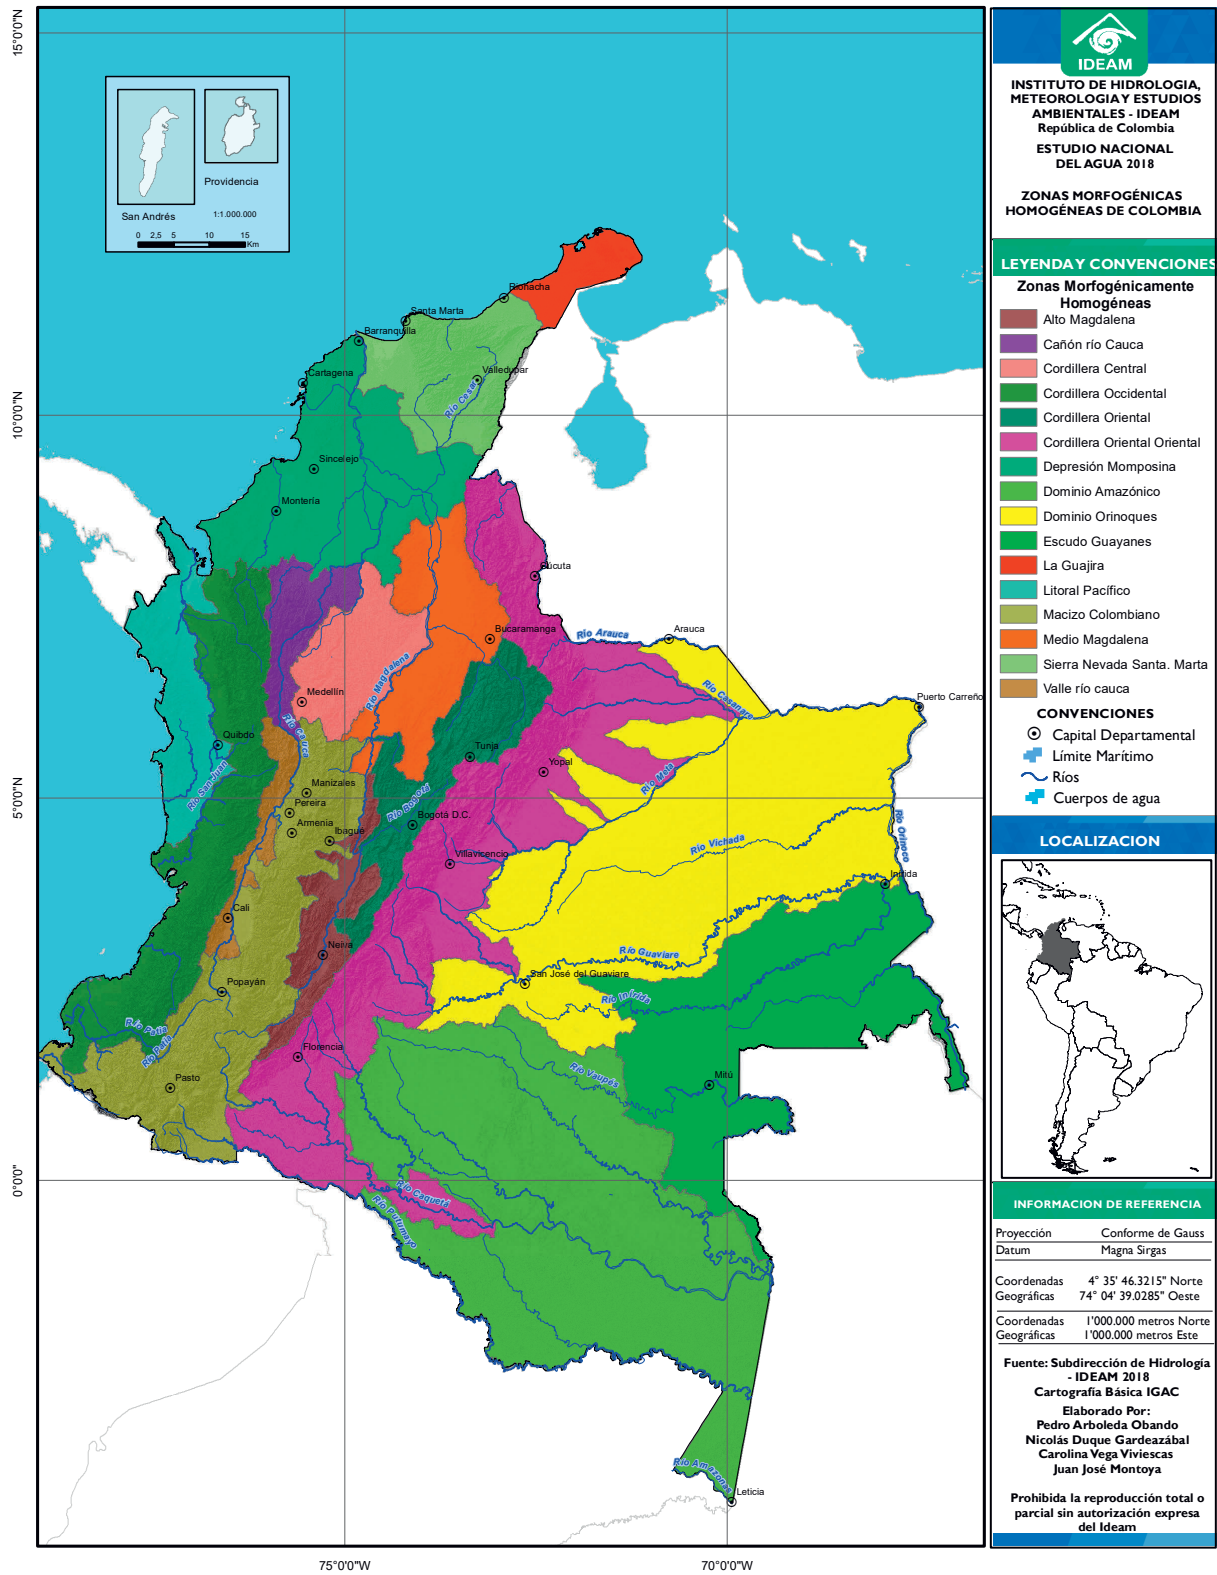 15°0'0"N
10°0'0"N
5°0'0"N
0°0'0"
75°0'0"W
70°0'0"W
San Andrés
Providencia
1:1.000.000
0 2,5 5 10 15
Km
Riohacha
Santa Marta
Barranquilla
Cartagena
Valledupar
Río Cesar
Sincelejo
Montería
Cúcuta
Bucaramanga
Río Arauca
Arauca
Río Magdalena
Medellín
Río Casanare
Puerto Carreño
Río Cauca
Quibdo
Tunja
Yopal
Río San Juan
Manizales
Río Meta
Pereira
Río Bogotá
Bogotá D.C.
Armenia
Ibagué
Río Orinoco
Río Vichada
Villavicencio
Inírida
Cali
Neiva
Río Guaviare
San José del Guaviare
Popayán
Río Inírida
Río Patía
Río Patía
Florencia
Pasto
Río Vaupés
Mitú
Río Caquetá
Río Putumayo
Río Amazonas
Leticia
IDEAM
INSTITUTO DE HIDROLOGIA,
METEOROLOGIA Y ESTUDIOS
AMBIENTALES - IDEAM
República de Colombia
ESTUDIO NACIONAL
DEL AGUA 2018
ZONAS MORFOGÉNICAS
HOMOGÉNEAS DE COLOMBIA
LEYENDA Y CONVENCIONES
Zonas Morfogénicamente
Homogéneas
Alto Magdalena
Cañón río Cauca
Cordillera Central
Cordillera Occidental
Cordillera Oriental
Cordillera Oriental Oriental
Depresión Momposina
Dominio Amazónico
Dominio Orinoques
Escudo Guayanes
La Guajira
Litoral Pacífico
Macizo Colombiano
Medio Magdalena
Sierra Nevada Santa. Marta
Valle río cauca
CONVENCIONES
Capital Departamental
Límite Marítimo
Ríos
Cuerpos de agua
LOCALIZACION
INFORMACION DE REFERENCIA
Proyección Conforme de Gauss
Datum Magna Sirgas
Coordenadas 4° 35' 46.3215" Norte
Geográficas 74° 04' 39.0285" Oeste
Coordenadas 1'000.000 metros Norte
Geográficas 1'000.000 metros Este
Fuente: Subdirección de Hidrología
- IDEAM 2018
Cartografía Básica IGAC
Elaborado Por:
Pedro Arboleda Obando
Nicolás Duque Gardeazábal
Carolina Vega Viviescas
Juan José Montoya
Prohibida la reproducción total o
parcial sin autorización expresa
del Ideam